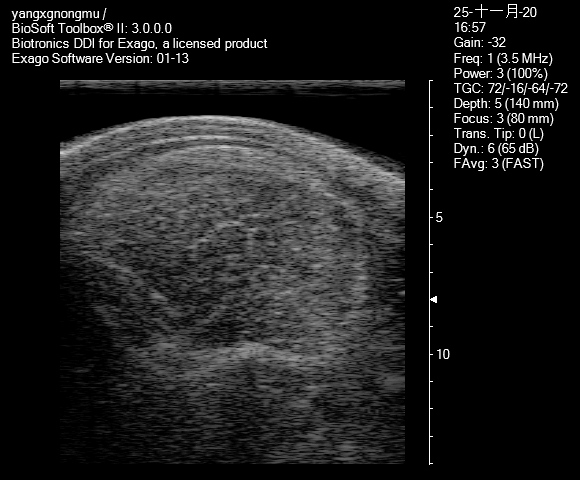 yangxgnongmu /
BioSoft Toolbox® II: 3.0.0.0
Biotronics DDI for Exago, a licensed product
Exago Software Version: 01-13
25-十一月-20
16:57
Gain: -32
Freq: 1 (3.5 MHz)
Power: 3 (100%)
TGC: 72/-16/-64/-72
Depth: 5 (140 mm)
Focus: 3 (80 mm)
Trans. Tip: 0 (L)
Dyn.: 6 (65 dB)
FAvg: 3 (FAST)
5
10